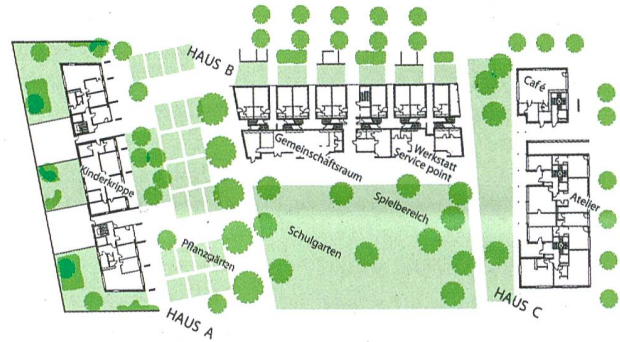 HAUS B
Café
Gemeinschaftsraum
Werkstatt
Service point
Kinderkrippe
Spielbereich
Atelier
Schulgarten
Pflanzgärten
HAUS C
HAUS A